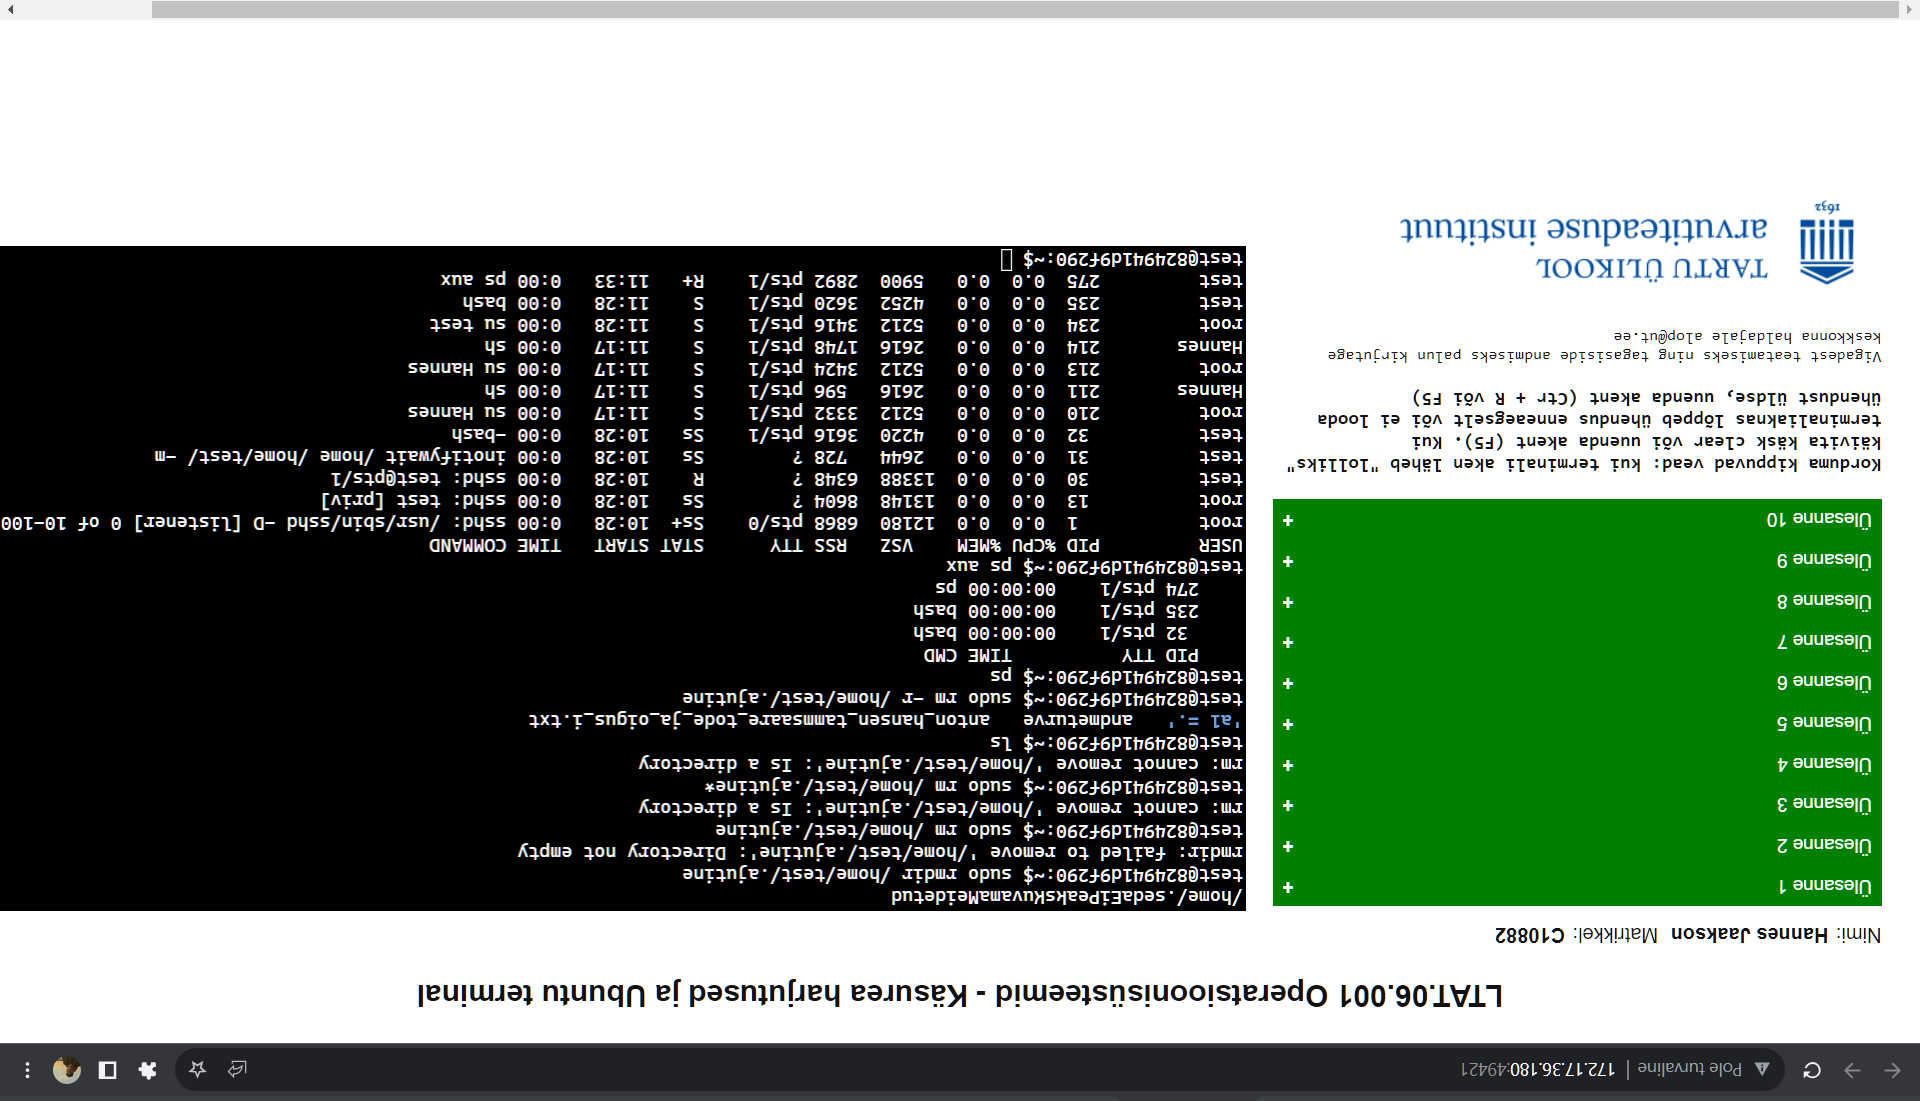 Pole turvaline | 172.17.36.180:49421
LTAT.06.001 Operatsioonisüsteemid - Käsurea harjutused ja Ubuntu terminal
Nimi: Hannes Jaakson Matrikkel: C10882
Ülesanne 1 +
Ülesanne 2 +
Ülesanne 3 +
Ülesanne 4 +
Ülesanne 5 +
Ülesanne 6 +
Ülesanne 7 +
Ülesanne 8 +
Ülesanne 9 +
Ülesanne 10 +
Korduma kippuvad vead: kui terminali aken läheb "lolliks"
käivita käsk clear või uuenda akent (F5). Kui
terminaliaknas lõppeb ühendus enneaegselt või ei looda
ühendust üldse, uuenda akent (Ctr + R või F5)
Vigadest teatamiseks ning tagasiside andmiseks palun kirjutage
keskkonna haldajale alop@ut.ee
TARTU ÜLIKOOL
arvutiteaduse instituut
1632
/home/.sedaEiPeaksKuvamaMeidetud
test@824941d9f290:~$ sudo rmdir /home/test/.ajutine
rmdir: failed to remove '/home/test/.ajutine': Directory not empty
test@824941d9f290:~$ sudo rm /home/test/.ajutine
rm: cannot remove '/home/test/.ajutine': Is a directory
test@824941d9f290:~$ sudo rm /home/test/.ajutine*
rm: cannot remove '/home/test/.ajutine': Is a directory
test@824941d9f290:~$ ls
'a1 =.'   andmeturve   anton_hansen_tammsaare_tode_ja_oigus_i.txt
test@824941d9f290:~$ sudo rm -r /home/test/.ajutine
test@824941d9f290:~$ ps
PID TTY          TIME CMD
32 pts/1    00:00:00 bash
235 pts/1    00:00:00 bash
274 pts/1    00:00:00 ps
test@824941d9f290:~$ ps aux
USER         PID %CPU %MEM    VSZ   RSS TTY      STAT START   TIME COMMAND
root           1  0.0  0.0  12180  6868 pts/0    Ss+  10:28   0:00 sshd: /usr/sbin/sshd -D [listener] 0 of 10-100
root          13  0.0  0.0  13148  8604 ?        Ss   10:28   0:00 sshd: test [priv]
test          30  0.0  0.0  13388  6348 ?        R    10:28   0:00 sshd: test@pts/1
test          31  0.0  0.0   2644   728 ?        Ss   10:28   0:00 inotifywait /home /home/test/ -m
test          32  0.0  0.0   4220  3616 pts/1    Ss   10:28   0:00 -bash
root         210  0.0  0.0   5212  3332 pts/1    S    11:17   0:00 su Hannes
Hannes       211  0.0  0.0   2616   596 pts/1    S    11:17   0:00 sh
root         213  0.0  0.0   5212  3424 pts/1    S    11:17   0:00 su Hannes
Hannes       214  0.0  0.0   2616  1748 pts/1    S    11:17   0:00 sh
root         234  0.0  0.0   5212  3416 pts/1    S    11:28   0:00 su test
test         235  0.0  0.0   4252  3620 pts/1    S    11:28   0:00 bash
test         275  0.0  0.0   5900  2892 pts/1    R+   11:33   0:00 ps aux
test@824941d9f290:~$